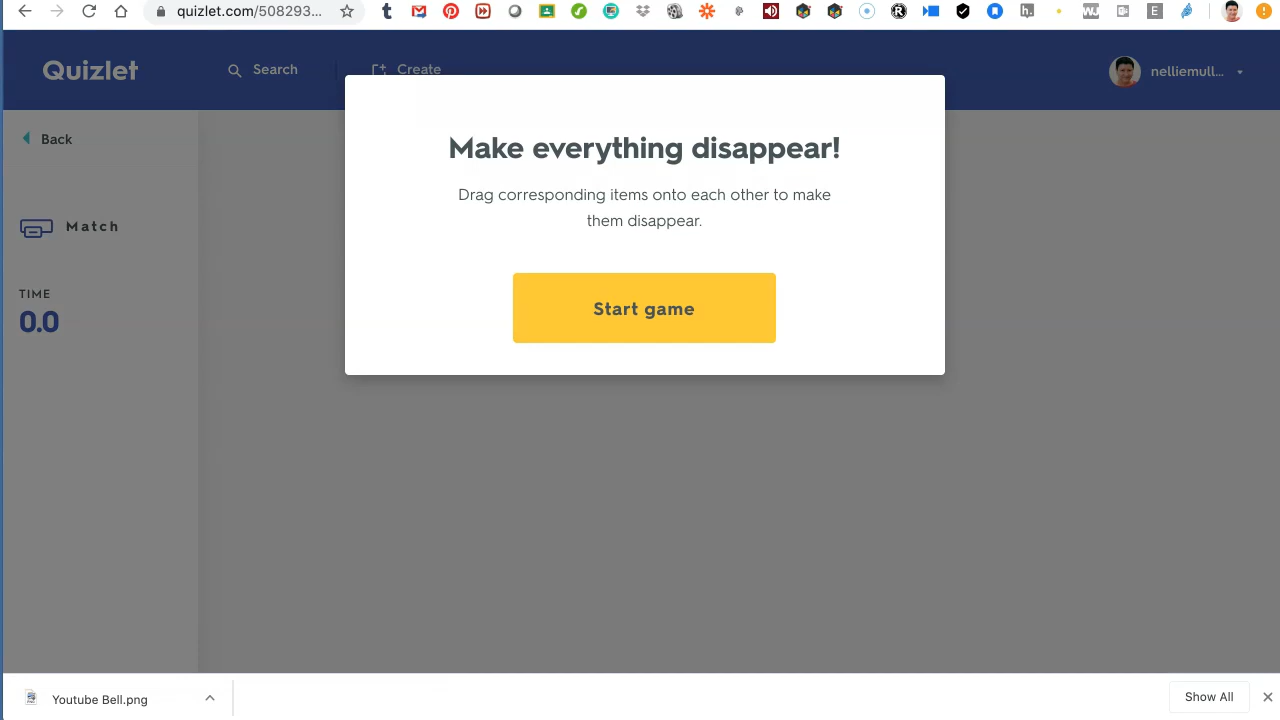 quizlet.com/508293...
Quizlet
Search
Create
nelliemull...
Back
Match
TIME
0.0
Make everything disappear!
Drag corresponding items onto each other to make
them disappear.
Start game
Youtube Bell.png
Show All